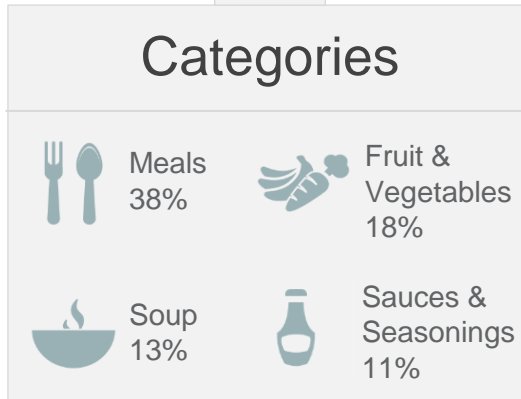 Categories
Meals
38%
Fruit &
Vegetables
18%
Soup
13%
Sauces &
Seasonings
11%